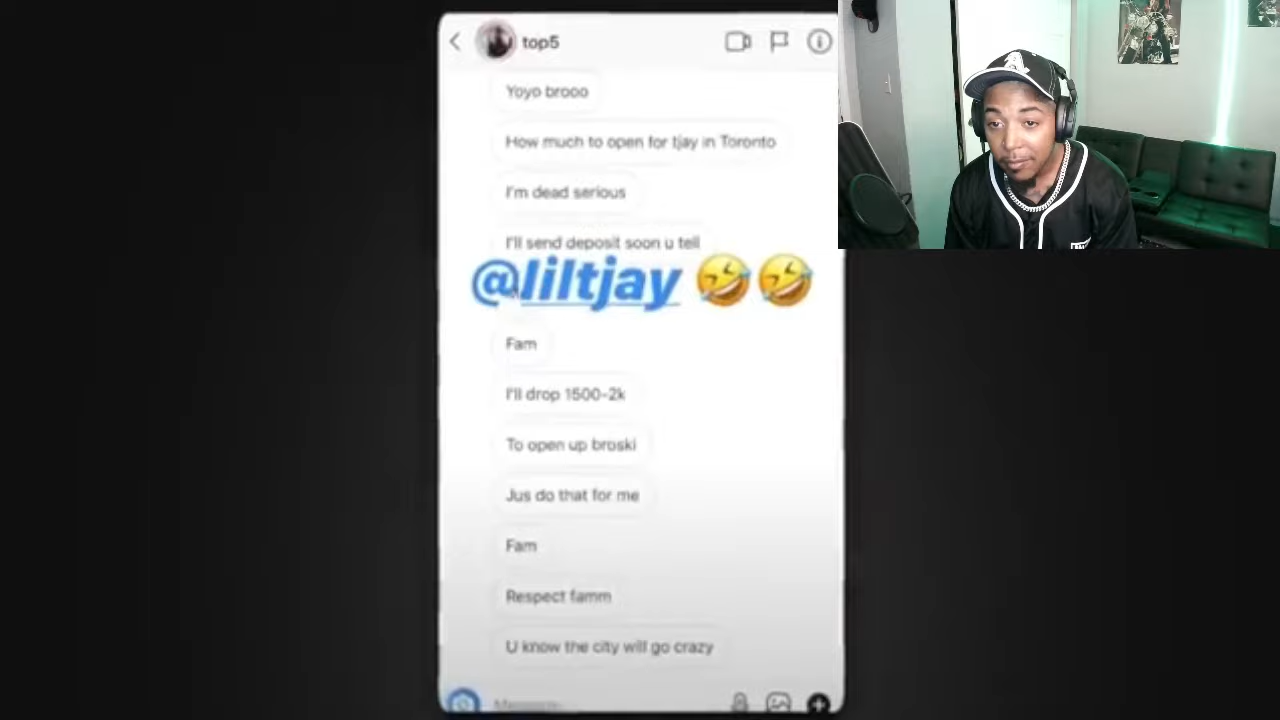 top5
Yoyo brooo
How much to open for tjay in Toronto
I'm dead serious
I'll send deposit soon u tell
@liltjay 🤣🤣
Fam
I'll drop 1500-2k
To open up broski
Jus do that for me
Fam
Respect famm
U know the city will go crazy